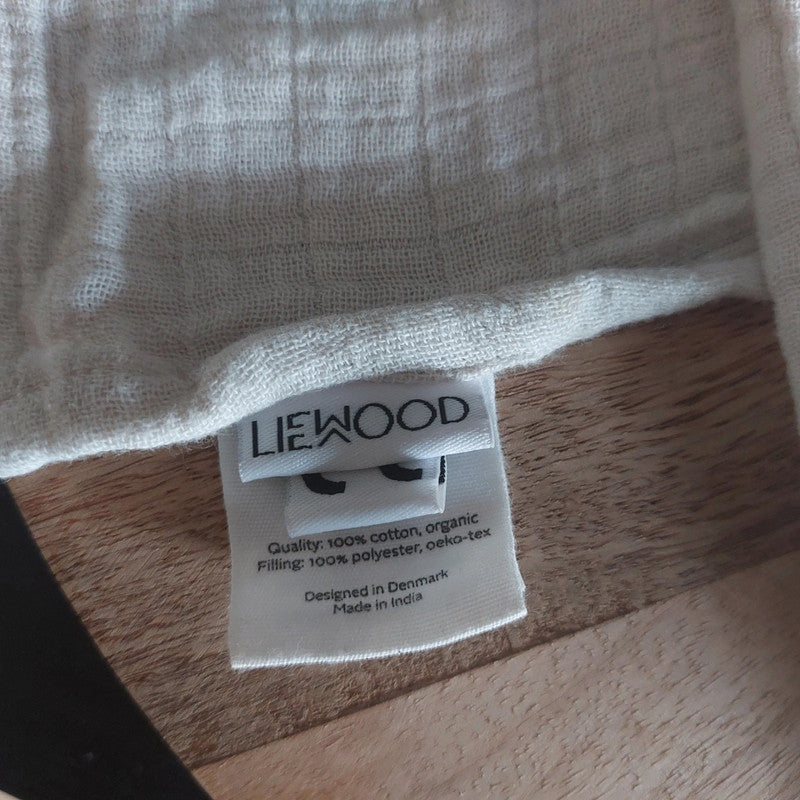 LIEWOOD
Quality: 100% cotton, organic
Filling: 100% polyester, oeko-tex
Designed in Denmark
Made in India